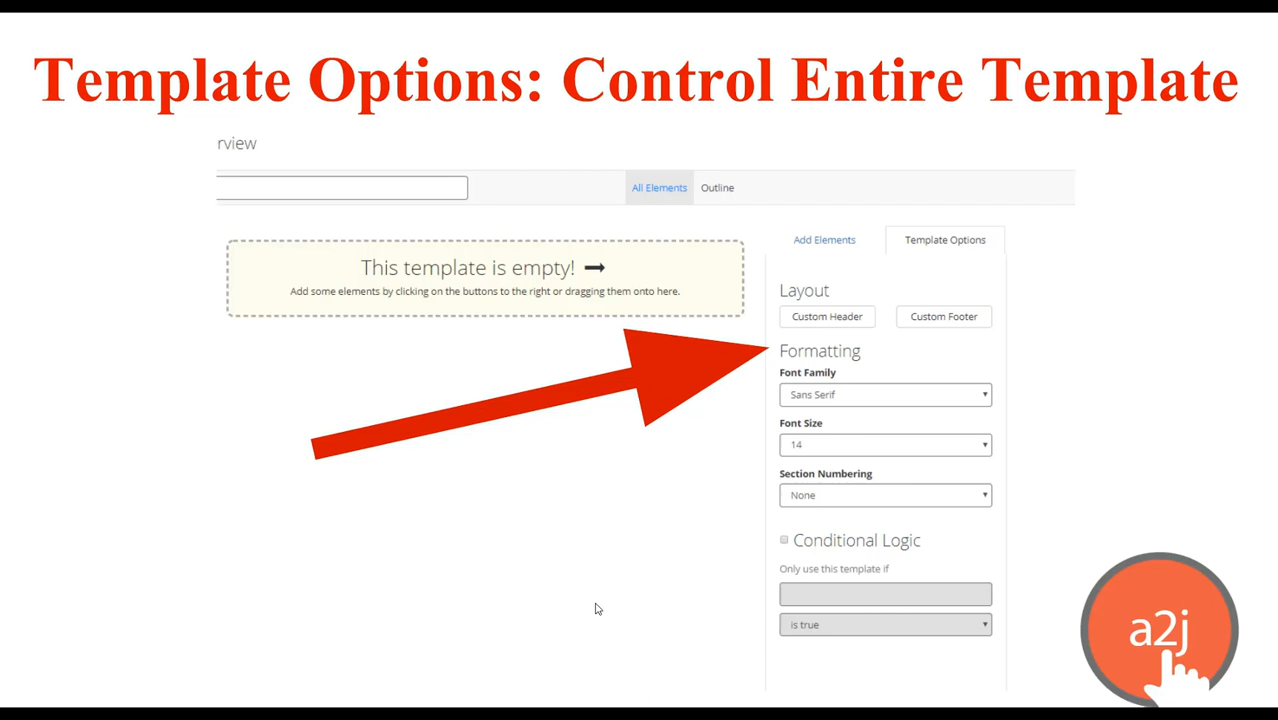 Template Options: Control Entire Template
rview
All Elements Outline
Add Elements Template Options
This template is empty!
Add some elements by clicking on the buttons to the right or dragging them onto here.
Layout
Custom Header Custom Footer
Formatting
Font Family
Sans Serif
Font Size
14
Section Numbering
None
Conditional Logic
Only use this template if
is true
a2j